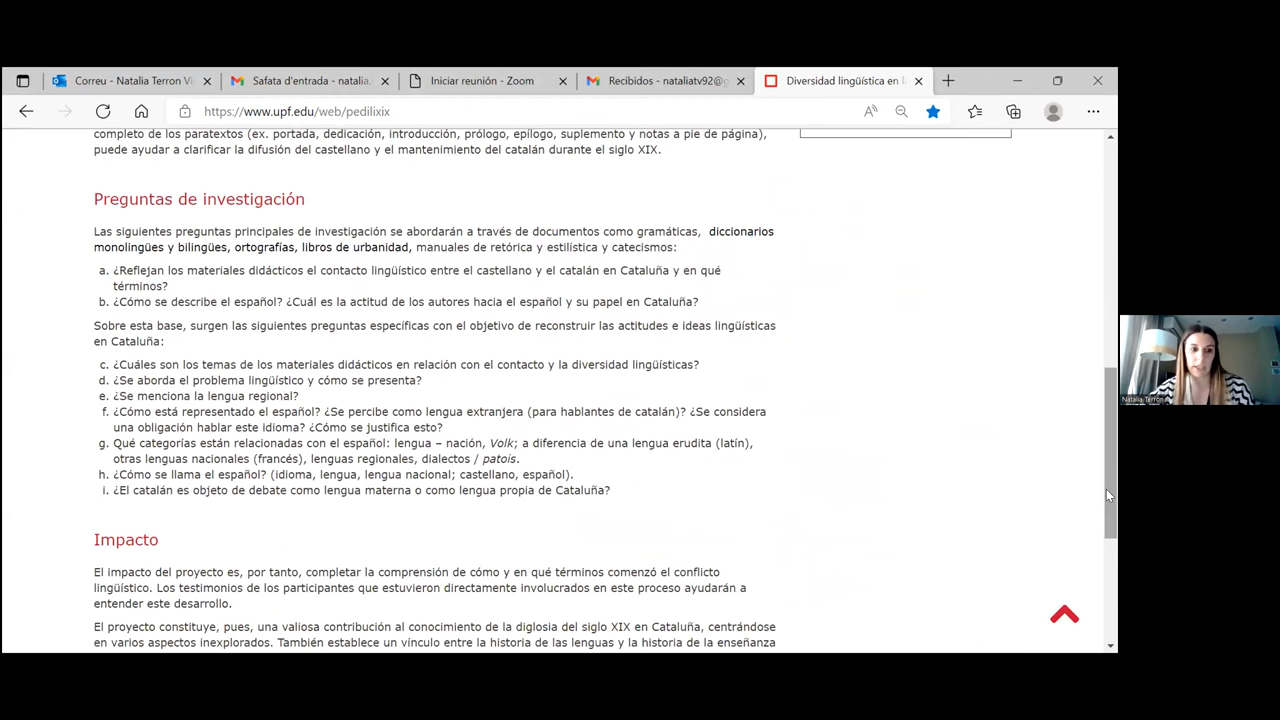 Correu - Natalia Terron Vi
Safata d'entrada - natalia.
Iniciar reunión - Zoom
Recibidos - nataliatv92@g
Diversidad lingüística en l
https://www.upf.edu/web/pedilixix
completo de los paratextos (ex. portada, dedicación, introducción, prólogo, epílogo, suplemento y notas a pie de página),
puede ayudar a clarificar la difusión del castellano y el mantenimiento del catalán durante el siglo XIX.
Preguntas de investigación
Las siguientes preguntas principales de investigación se abordarán a través de documentos como gramáticas, diccionarios
monolingües y bilingües, ortografías, libros de urbanidad, manuales de retórica y estilística y catecismos:
a. ¿Reflejan los materiales didácticos el contacto lingüístico entre el castellano y el catalán en Cataluña y en qué
términos?
b. ¿Cómo se describe el español? ¿Cuál es la actitud de los autores hacia el español y su papel en Cataluña?
Sobre esta base, surgen las siguientes preguntas específicas con el objetivo de reconstruir las actitudes e ideas lingüísticas
en Cataluña:
c. ¿Cuáles son los temas de los materiales didácticos en relación con el contacto y la diversidad lingüísticas?
d. ¿Se aborda el problema lingüístico y cómo se presenta?
e. ¿Se menciona la lengua regional?
f. ¿Cómo está representado el español? ¿Se percibe como lengua extranjera (para hablantes de catalán)? ¿Se considera
una obligación hablar este idioma? ¿Cómo se justifica esto?
g. Qué categorías están relacionadas con el español: lengua – nación, Volk; a diferencia de una lengua erudita (latín),
otras lenguas nacionales (francés), lenguas regionales, dialectos / patois.
h. ¿Cómo se llama el español? (idioma, lengua, lengua nacional; castellano, español).
i. ¿El catalán es objeto de debate como lengua materna o como lengua propia de Cataluña?
Impacto
El impacto del proyecto es, por tanto, completar la comprensión de cómo y en qué términos comenzó el conflicto
lingüístico. Los testimonios de los participantes que estuvieron directamente involucrados en este proceso ayudarán a
entender este desarrollo.
El proyecto constituye, pues, una valiosa contribución al conocimiento de la diglosia del siglo XIX en Cataluña, centrándose
en varios aspectos inexplorados. También establece un vínculo entre la historia de las lenguas y la historia de la enseñanza
Natalia Terron